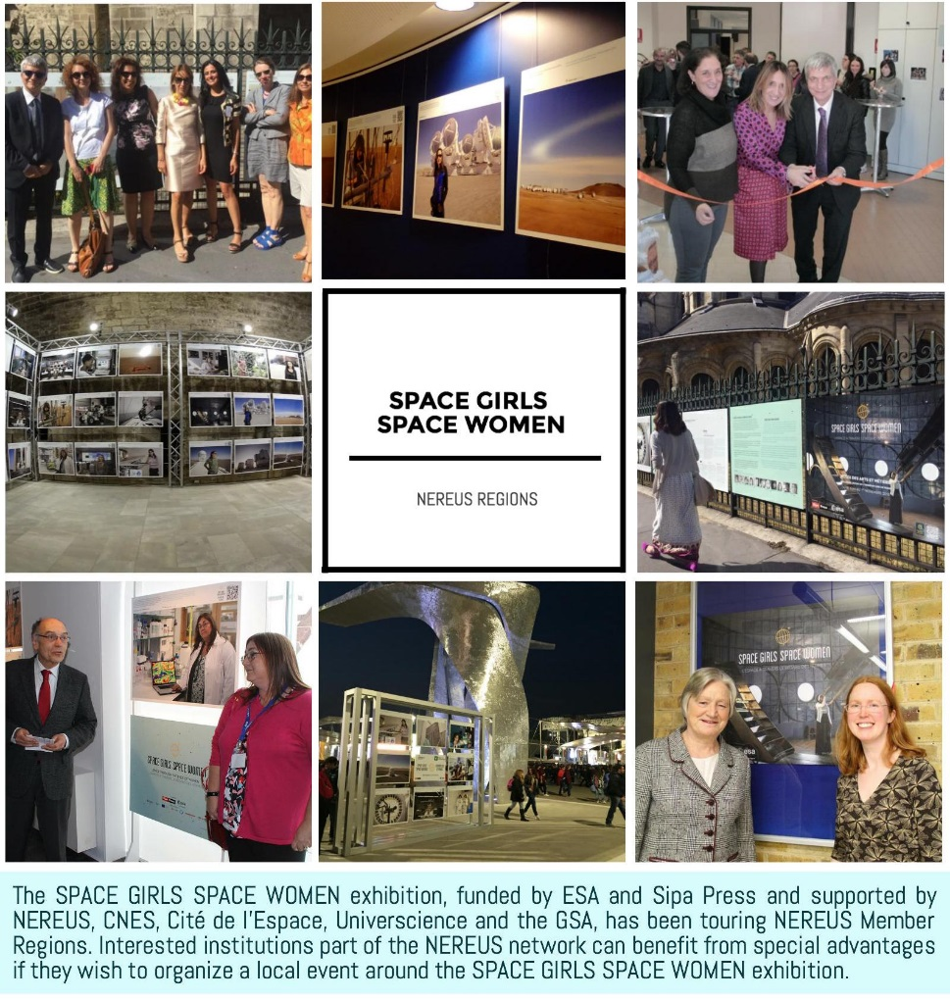 SPACE GIRLS
SPACE WOMEN
NEREUS REGIONS
SPACE GIRLS SPACE WOMEN
SPACE GIRLS SPACE WOMEN
SPACE GIRLS SPACE WOMEN
esa
The SPACE GIRLS SPACE WOMEN exhibition, funded by ESA and Sipa Press and supported by
NEREUS, CNES, Cité de l'Espace, Universcience and the GSA, has been touring NEREUS Member
Regions. Interested institutions part of the NEREUS network can benefit from special advantages
if they wish to organize a local event around the SPACE GIRLS SPACE WOMEN exhibition.